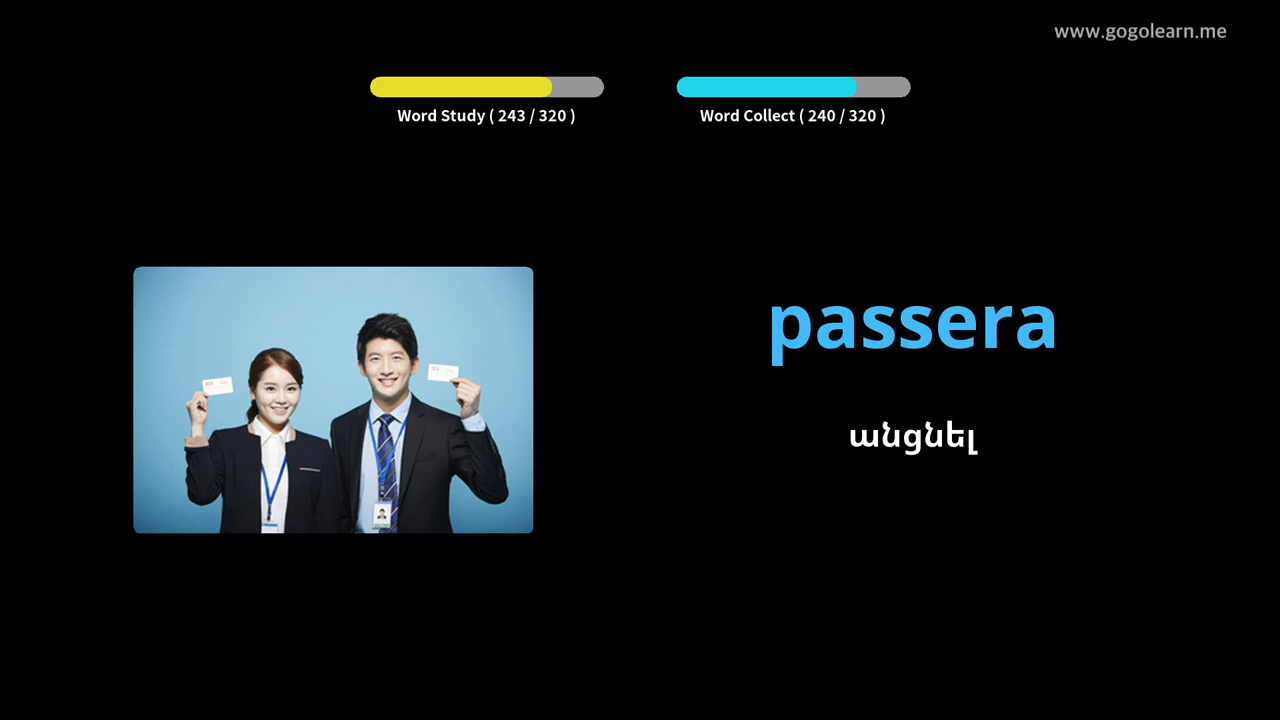 www.gogolearn.me
Word Study ( 243 / 320 )
Word Collect ( 240 / 320 )
passera
անցնել